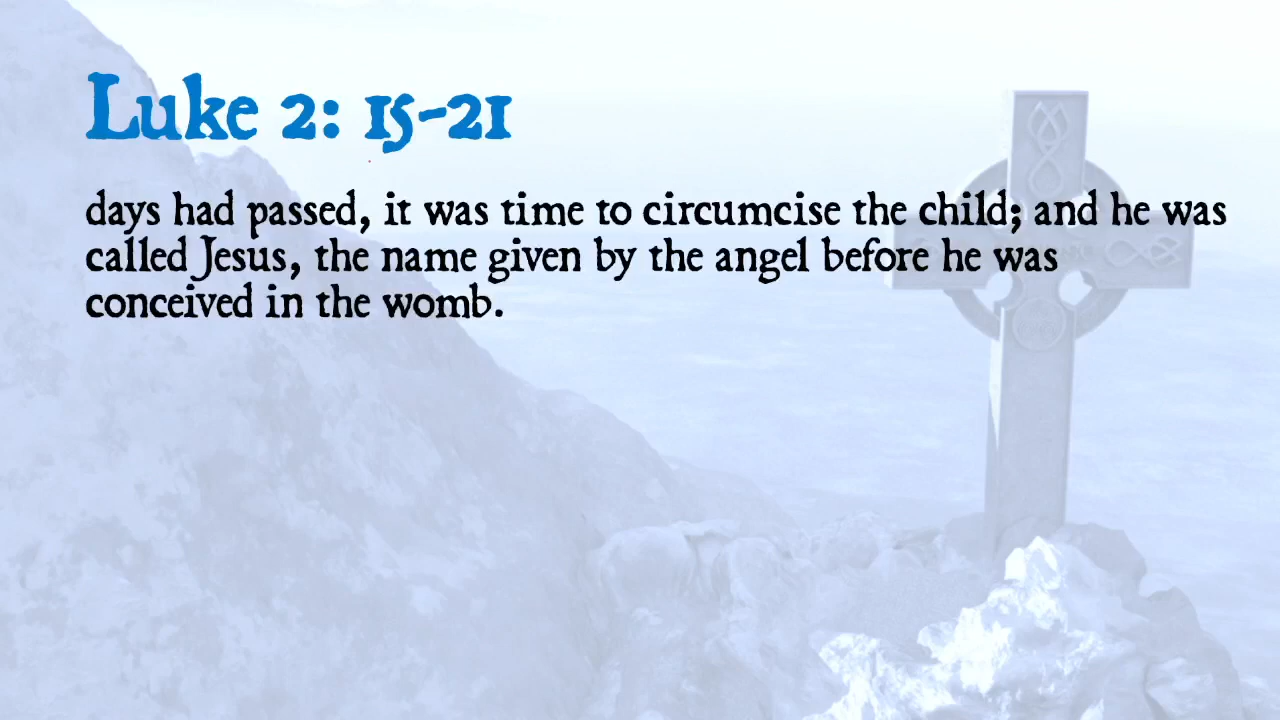 Luke 2: 15-21
days had passed, it was time to circumcise the child; and he was
called Jesus, the name given by the angel before he was
conceived in the womb.